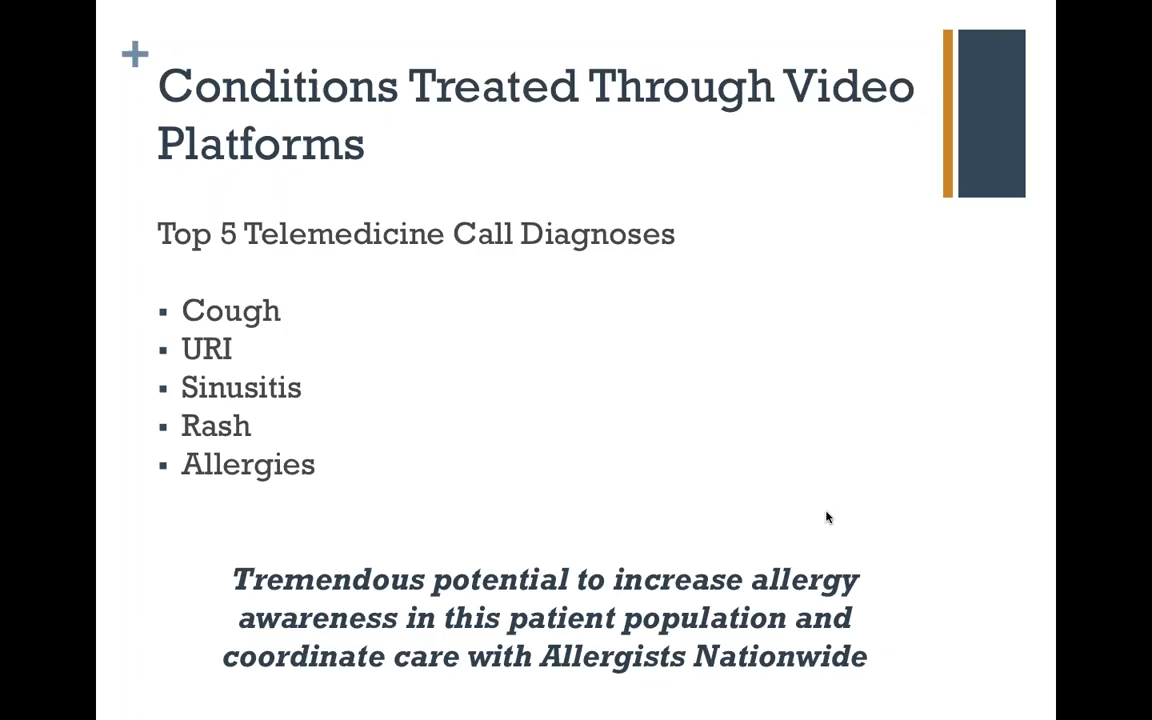 +
Conditions Treated Through Video
Platforms
Top 5 Telemedicine Call Diagnoses
▪ Cough
▪ URI
▪ Sinusitis
▪ Rash
▪ Allergies
Tremendous potential to increase allergy
awareness in this patient population and
coordinate care with Allergists Nationwide